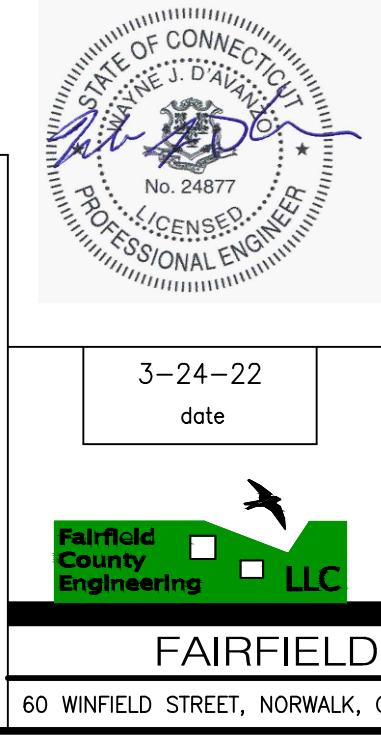 STATE OF CONNECTICUT
WAYNE J. D'AVANZO
No. 24877
LICENSED
PROFESSIONAL ENGINEER
3-24-22
date
Fairfield
County
Engineering LLC
FAIRFIELD
60 WINFIELD STREET, NORWALK,